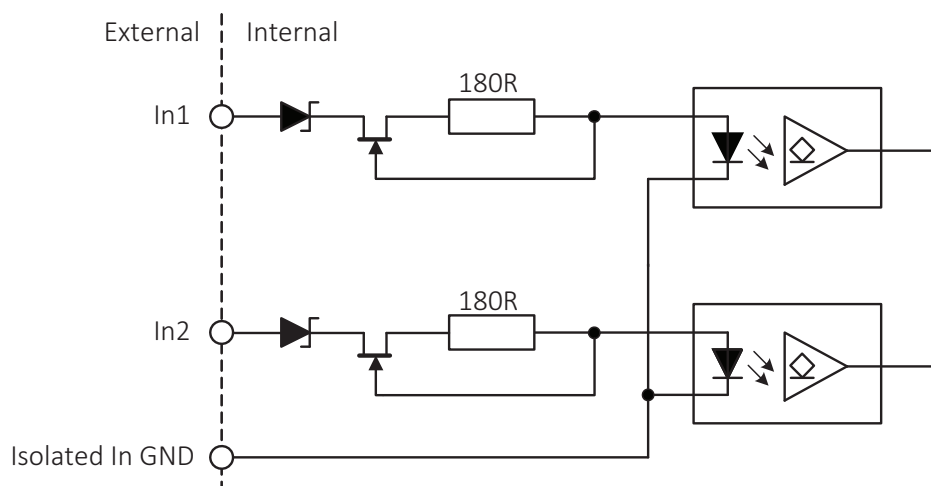 External
Internal
180R
In1
180R
In2
Isolated In GND